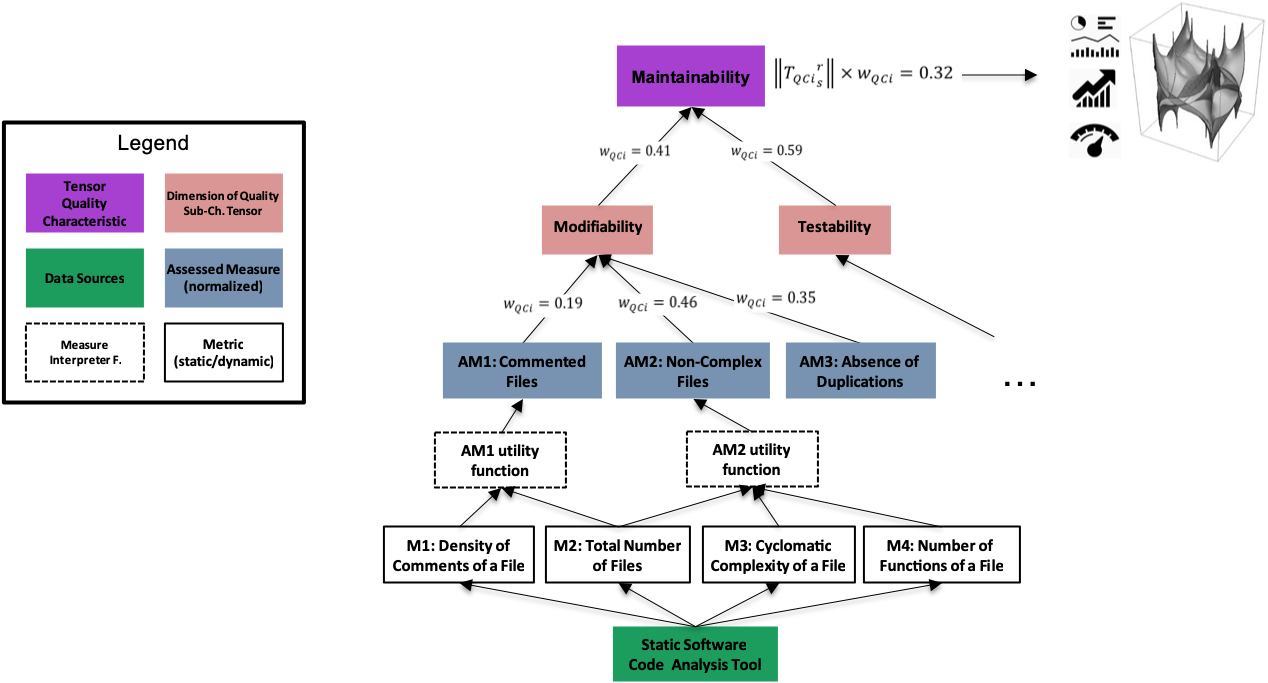 Maintainability
‖T_QCi_s^r‖ × w_QCi = 0.32
Legend
Tensor
Quality
Characteristic
Dimension of Quality
Sub-Ch. Tensor
Data Sources
Assessed Measure
(normalized)
Measure
Interpreter F.
Metric
(static/dynamic)
w_QCi = 0.41
w_QCi = 0.59
Modifiability
Testability
w_QCi = 0.19
w_QCi = 0.46
w_QCi = 0.35
AM1: Commented
Files
AM2: Non-Complex
Files
AM3: Absence of
Duplications
...
AM1 utility
function
AM2 utility
function
M1: Density of
Comments of a File
M2: Total Number
of Files
M3: Cyclomatic
Complexity of a File
M4: Number of
Functions of a File
Static Software
Code Analysis Tool